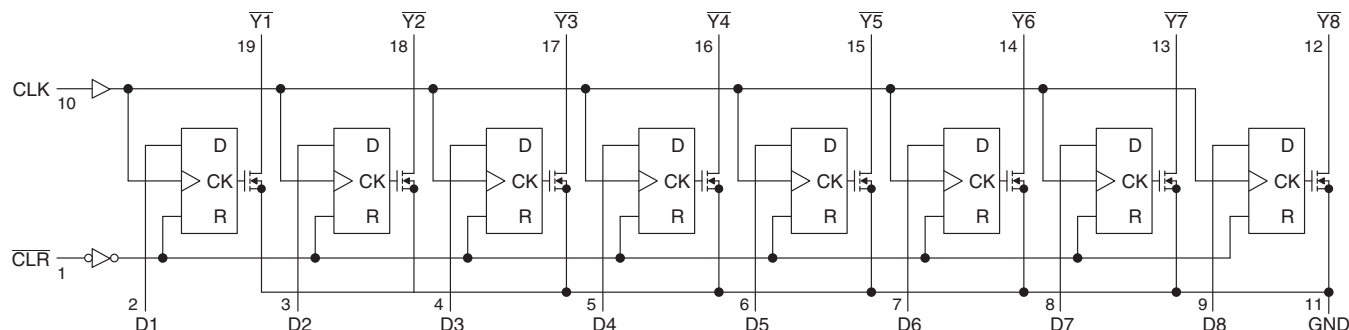 Y1 Y2 Y3 Y4 Y5 Y6 Y7 Y8
19 18 17 16 15 14 13 12
CLK
10
D D D D D D D D
CK CK CK CK CK CK CK CK
R R R R R R R R
CLR
1
2 3 4 5 6 7 8 9 11
D1 D2 D3 D4 D5 D6 D7 D8 GND